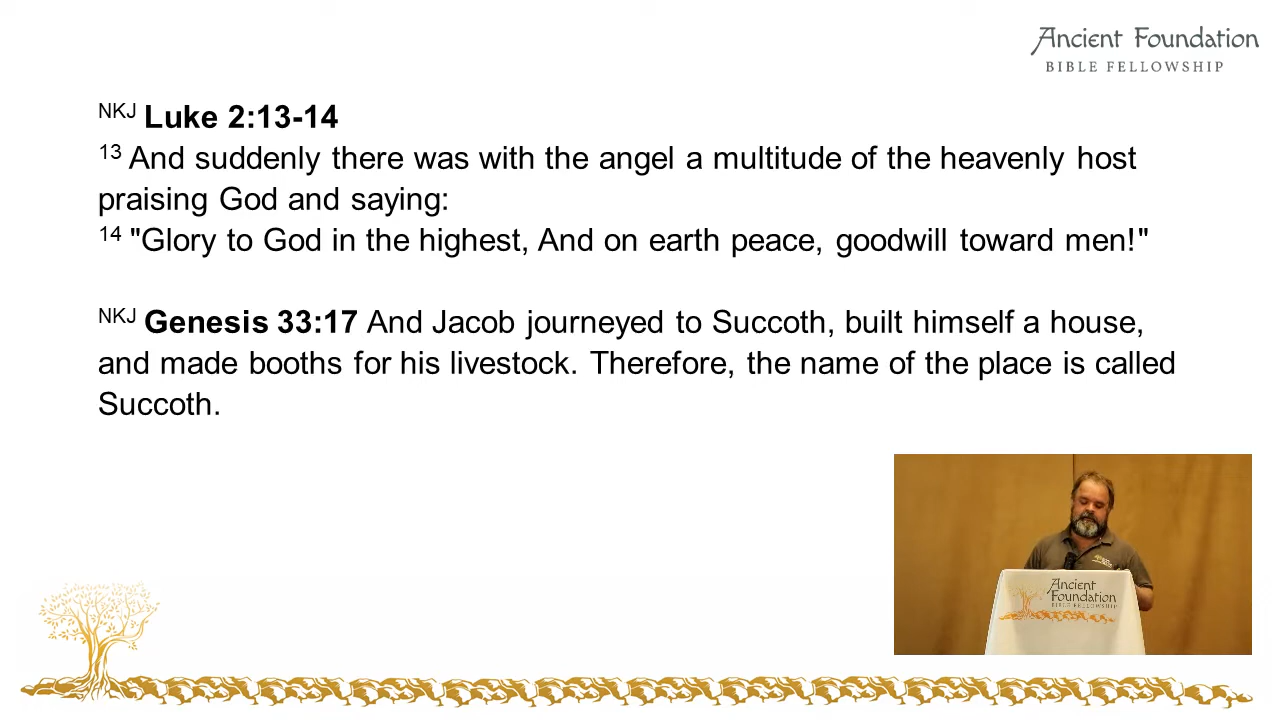 Ancient Foundation
BIBLE FELLOWSHIP
NKJ Luke 2:13-14
13 And suddenly there was with the angel a multitude of the heavenly host
praising God and saying:
14 "Glory to God in the highest, And on earth peace, goodwill toward men!"
NKJ Genesis 33:17 And Jacob journeyed to Succoth, built himself a house,
and made booths for his livestock. Therefore, the name of the place is called
Succoth.
Ancient
Foundation
BIBLE FELLOWSHIP